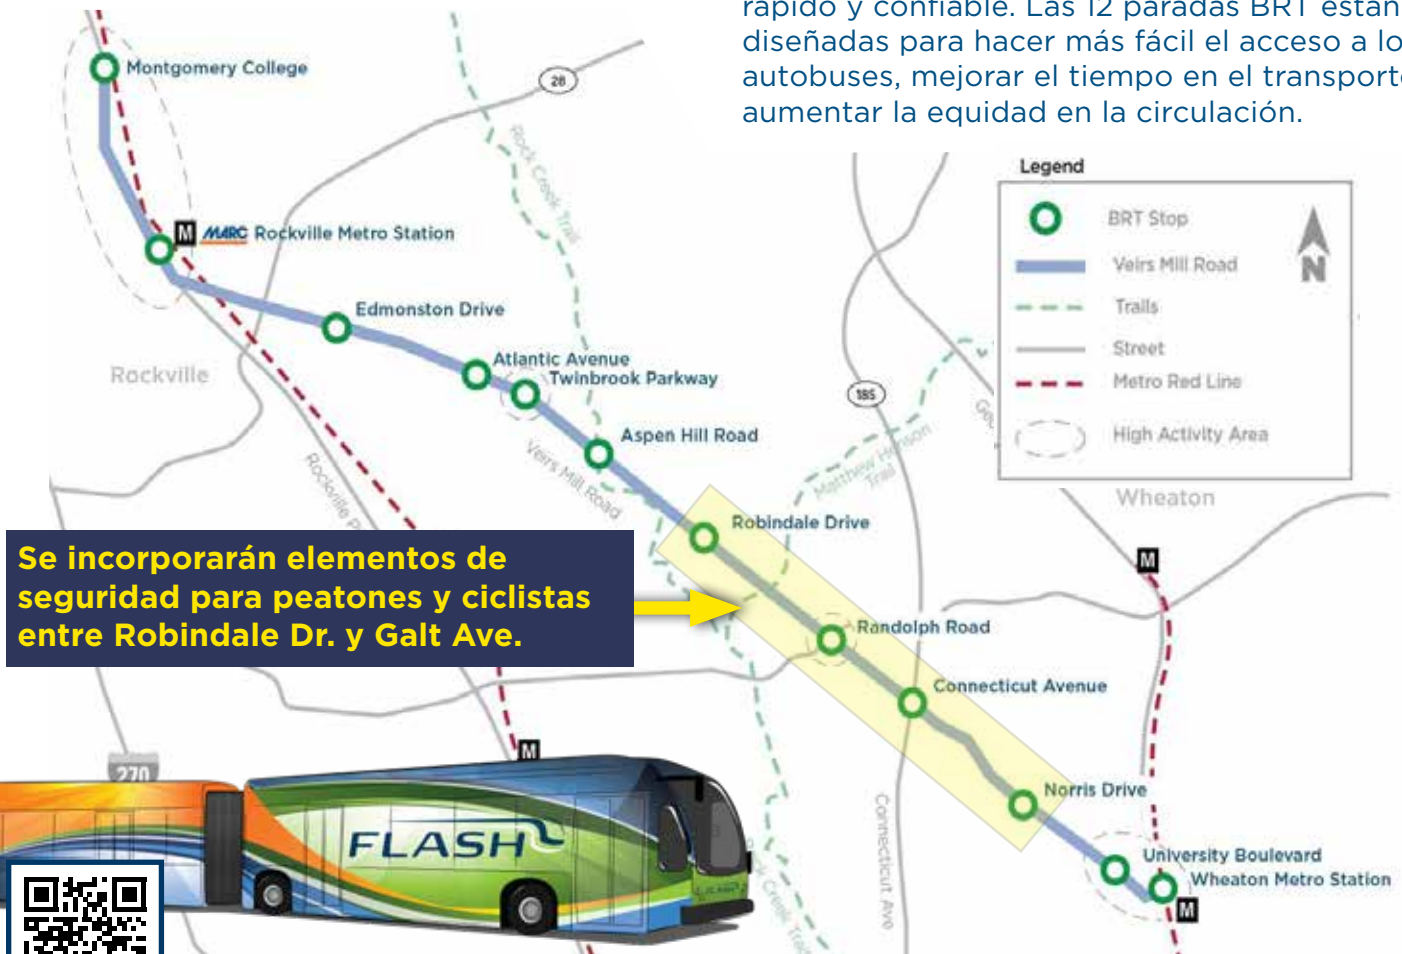 rápido y confiable. Las 12 paradas BRT están
diseñadas para hacer más fácil el acceso a lo
autobuses, mejorar el tiempo en el transport
aumentar la equidad en la circulación.
Montgomery College
28
Rock Creek Trail
Legend
BRT Stop
N
Veirs Mill Road
Trails
Street
Metro Red Line
High Activity Area
M MARC Rockville Metro Station
Edmonston Drive
Rockville
Atlantic Avenue
Twinbrook Parkway
185
Aspen Hill Road
Veirs Mill Road
Matthew Henson
Trail
Rockville
Wheaton
Robindale Drive
Se incorporarán elementos de
seguridad para peatones y ciclistas
entre Robindale Dr. y Galt Ave.
M
Randolph Road
Connecticut Avenue
M
270
Norris Drive
Connecticut Ave
FLASH
FLASH
University Boulevard
Wheaton Metro Station
M
Creek Trail